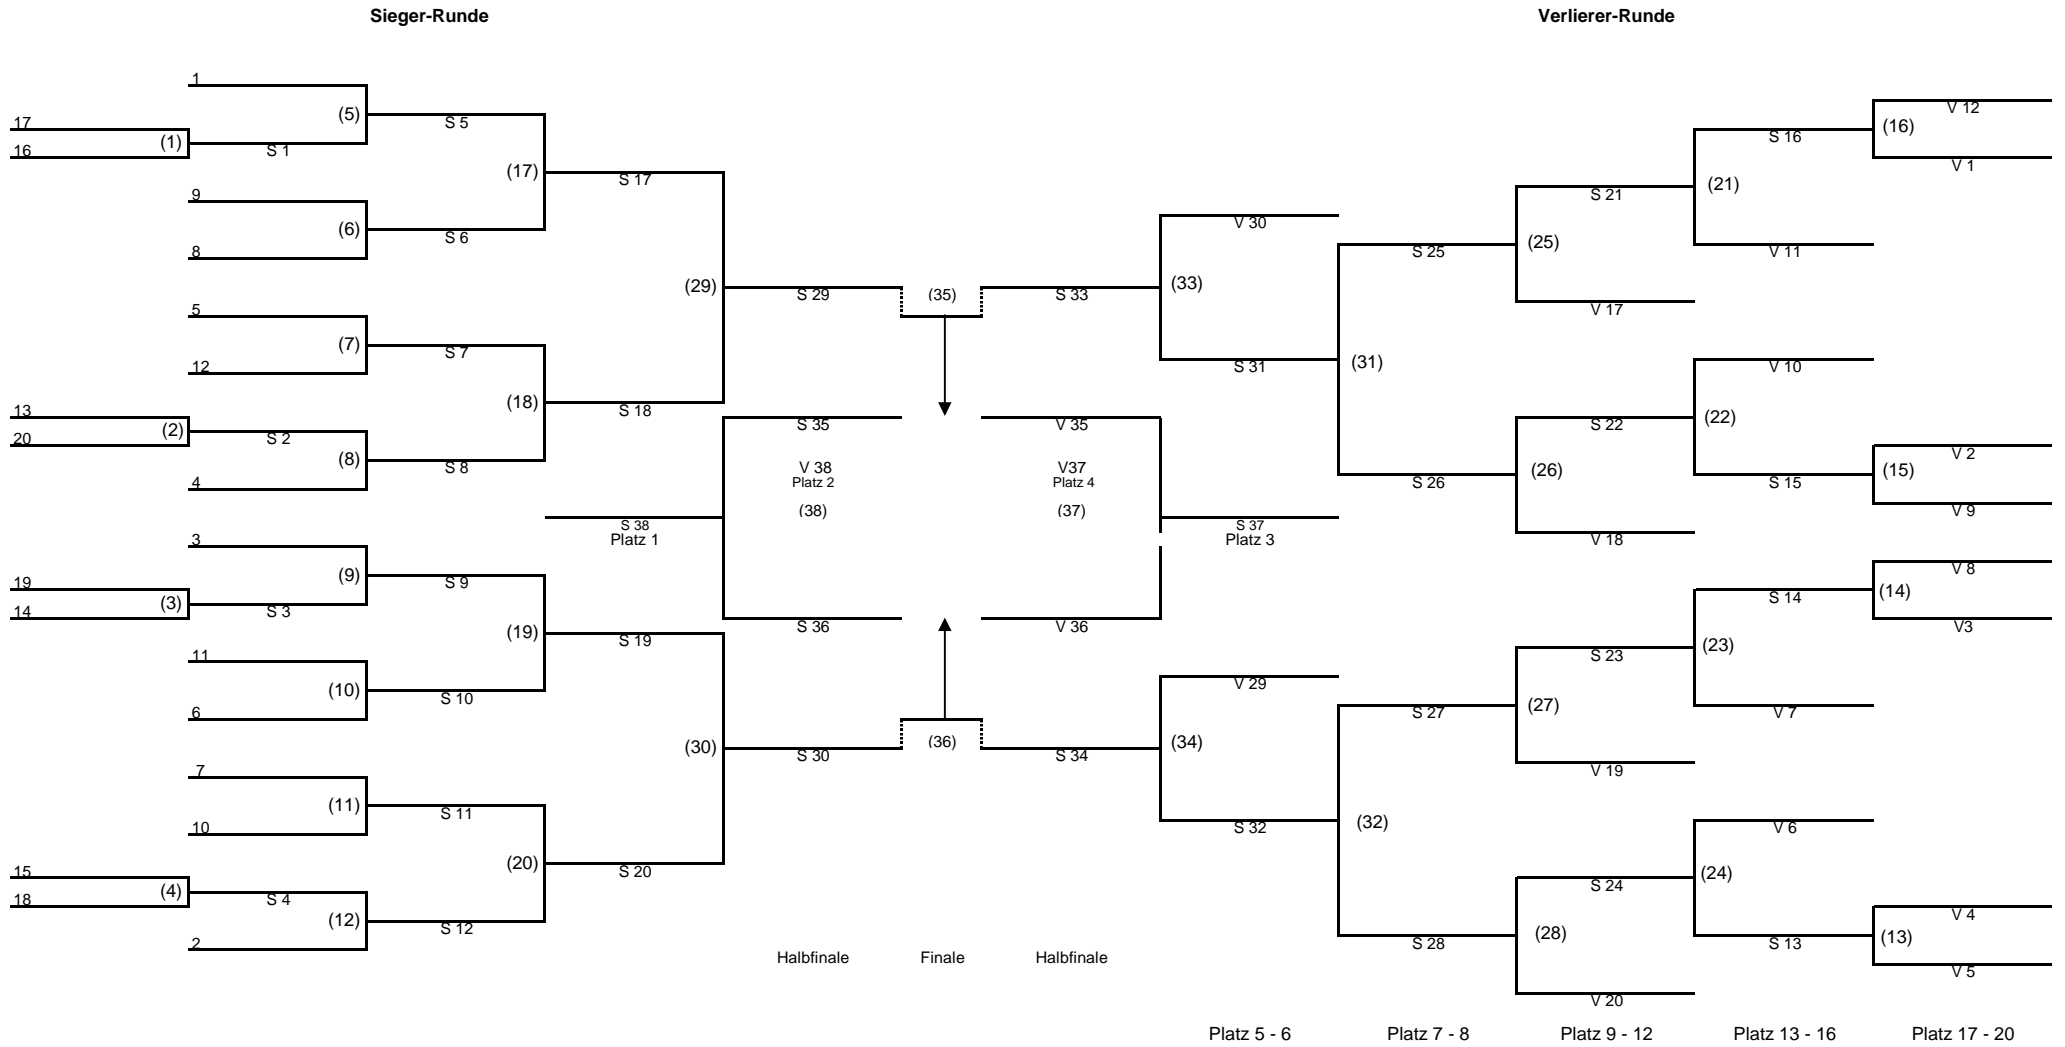 Sieger-Runde
Verlierer-Runde
1
17
(1)
16
S 1
(5)
S 5
9
(6)
8
S 6
(17)
S 17
5
(7)
12
S 7
13
(2)
20
S 2
(8)
4
S 8
(18)
S 18
(29)
S 29
3
19
(3)
14
S 3
(9)
S 9
11
(10)
6
S 10
(19)
S 19
7
(11)
10
S 11
15
(4)
18
S 4
(12)
2
S 12
(20)
S 20
(30)
S 30
(35)
(36)
S 35
V 38
Platz 2
(38)
S 36
S 38
Platz 1
V 35
V37
Platz 4
(37)
V 36
S 37
Platz 3
S 33
V 30
(33)
S 31
(31)
S 25
(25)
S 21
(21)
S 16
(16)
V 12
V 1
V 11
V 17
V 10
(22)
S 22
(26)
S 26
V 18
S 15
(15)
V 2
V 9
S 34
V 29
(34)
S 32
(32)
S 27
(27)
S 23
(23)
S 14
(14)
V 8
V3
V 7
V 19
V 6
(24)
S 24
(28)
S 28
V 20
S 13
(13)
V 4
V 5
Halbfinale
Finale
Halbfinale
Platz 5 - 6
Platz 7 - 8
Platz 9 - 12
Platz 13 - 16
Platz 17 - 20